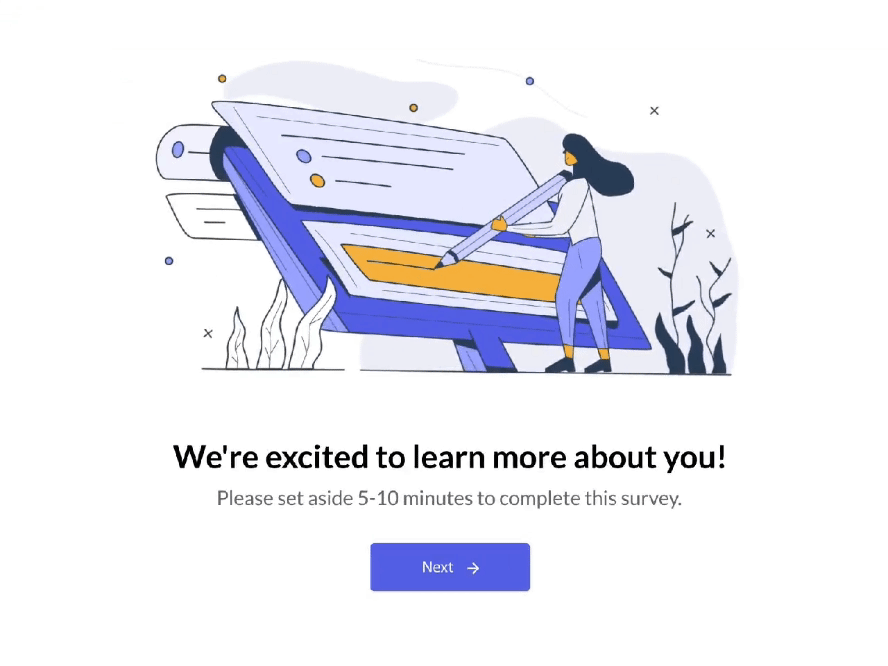 We're excited to learn more about you!
Please set aside 5-10 minutes to complete this survey.
Next →